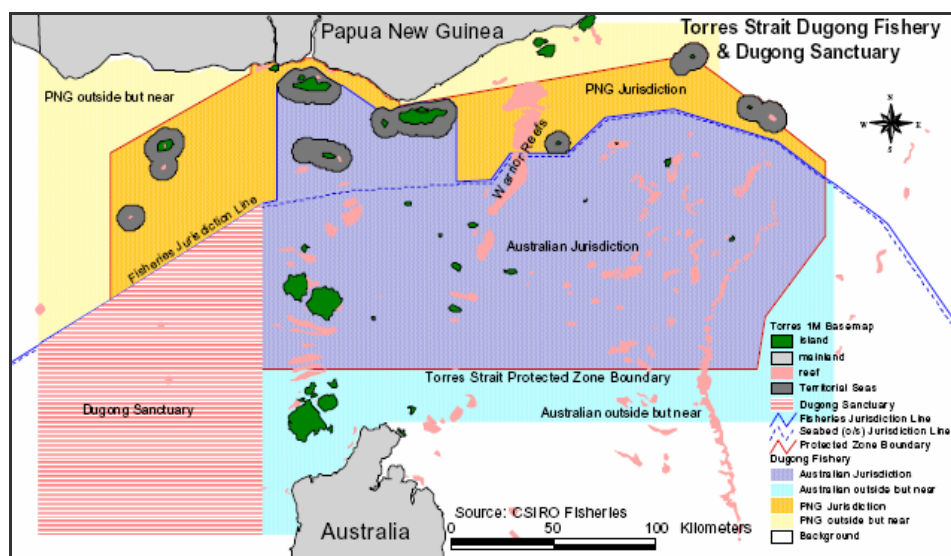 Torres Strait Dugong Fishery
& Dugong Sanctuary
Papua New Guinea
PNG outside but near
PNG Jurisdiction
N
W E
S
Warrior Reefs
Fisheries Jurisdiction Line
Australian Jurisdiction
Torres Strait Protected Zone Boundary
Dugong Sanctuary
Australian outside but near
Australia
Source: CSIRO Fisheries
0 50 100 Kilometers
Torres 1M Basemap
island
mainland
reef
Territorial Seas
Dugong Sanctuary
Fisheries Jurisdiction Line
Seabed (o/s) Jurisdiction Line
Protected Zone Boundary
Dugong Fishery
Australian Jurisdiction
Australian outside but near
PNG Jurisdiction
PNG outside but near
Background